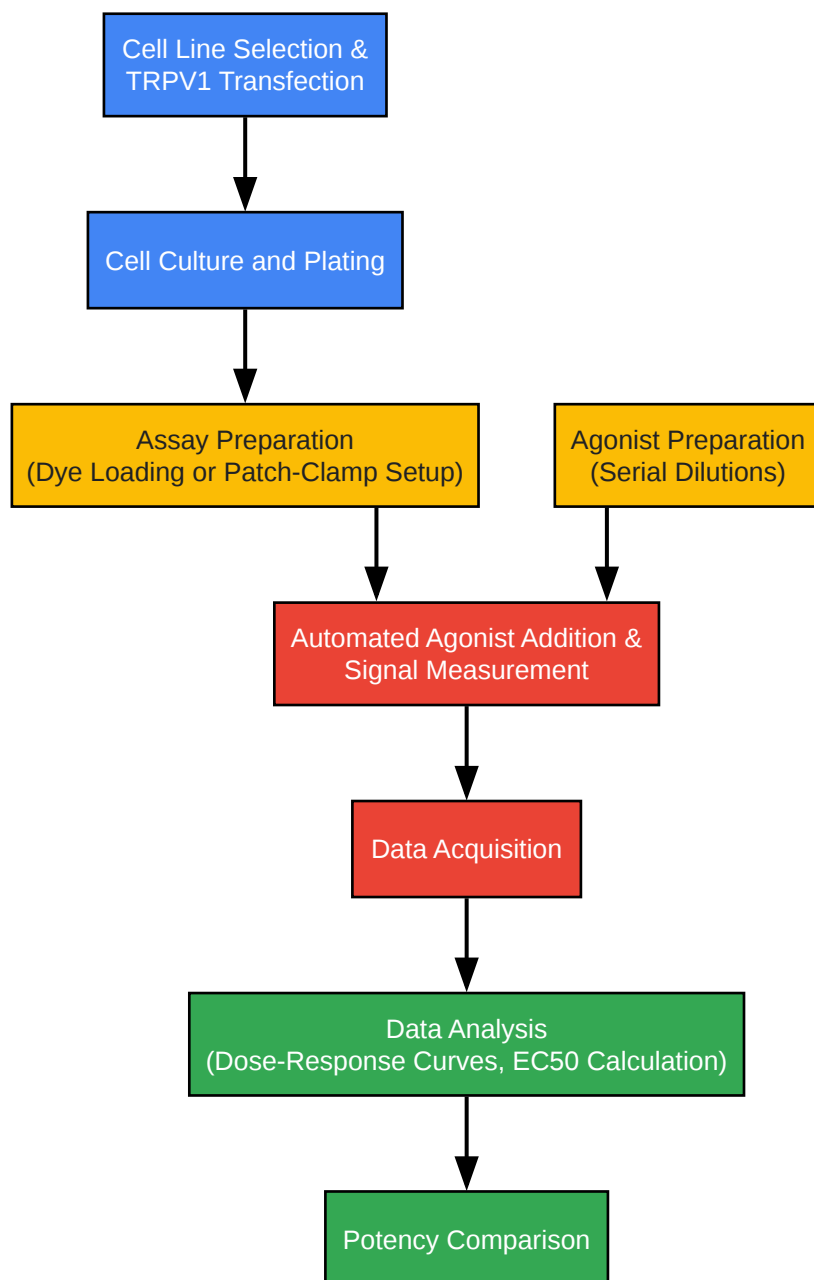 Cell Line Selection &
TRPV1 Transfection
Cell Culture and Plating
Assay Preparation
(Dye Loading or Patch-Clamp Setup)
Agonist Preparation
(Serial Dilutions)
Automated Agonist Addition &
Signal Measurement
Data Acquisition
Data Analysis
(Dose-Response Curves, EC50 Calculation)
Potency Comparison